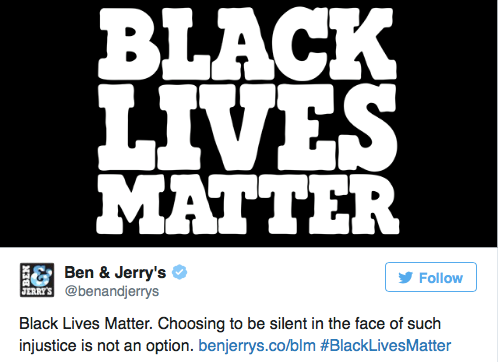 BLACK
LIVES
MATTER
BEN & JERRY'S
Ben & Jerry's
@benandjerrys
Follow
Black Lives Matter. Choosing to be silent in the face of such
injustice is not an option. benjerrys.co/blm #BlackLivesMatter